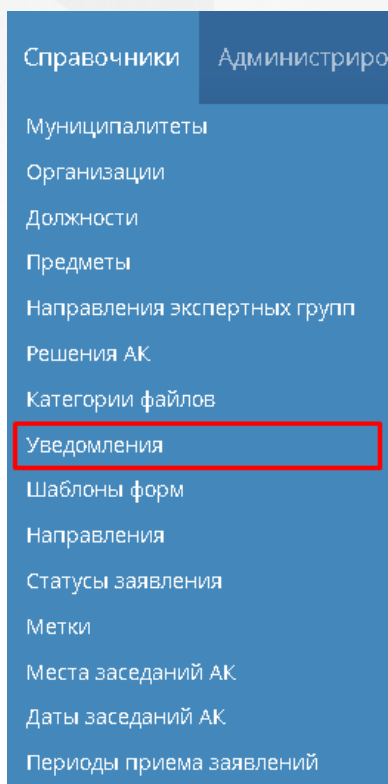 Справочники Администриро
Муниципалитеты
Организации
Должности
Предметы
Направления экспертных групп
Решения АК
Категории файлов
Уведомления
Шаблоны форм
Направления
Статусы заявления
Метки
Места заседаний АК
Даты заседаний АК
Периоды приема заявлений